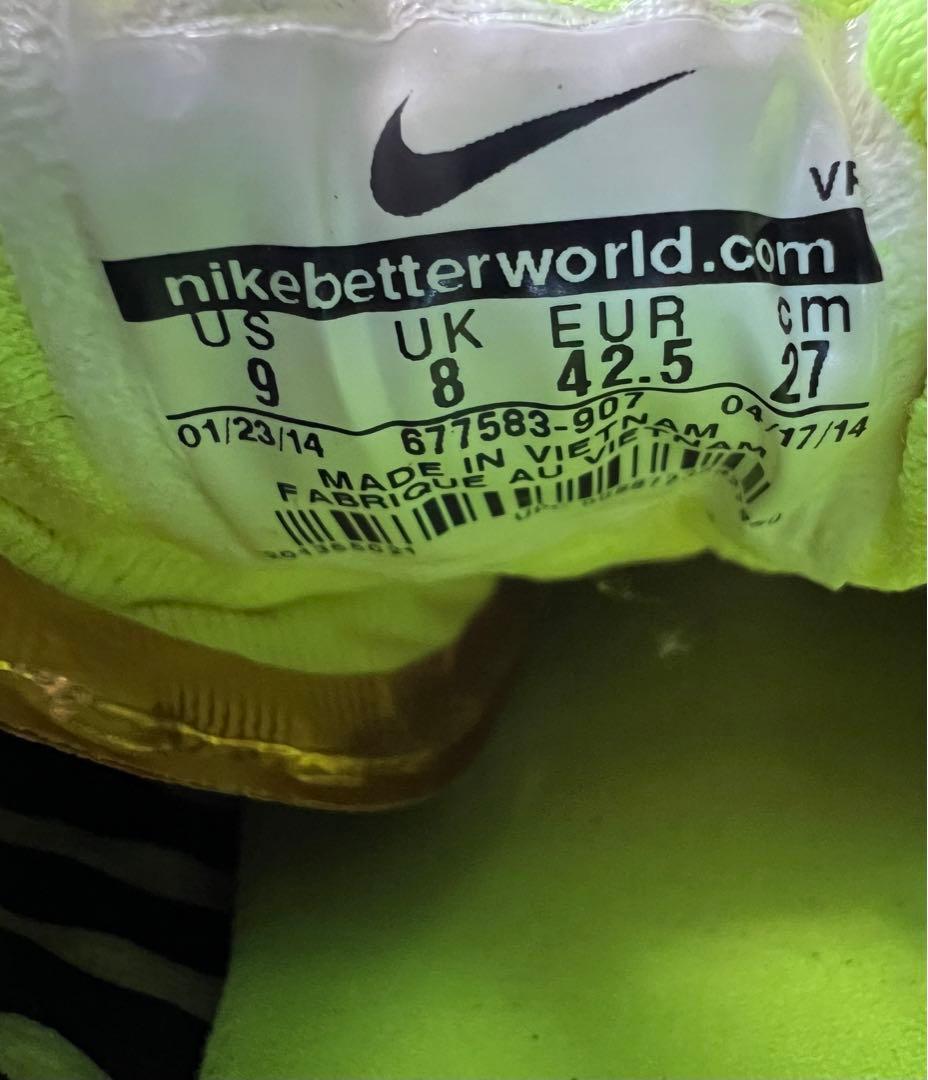 VF
nikebetterworld.com
US UK EUR cm
9 8 42.5 27
01/23/14 677583-907 04/17/14
MADE IN VIETNAM
FABRIQUE AU VIETNAM